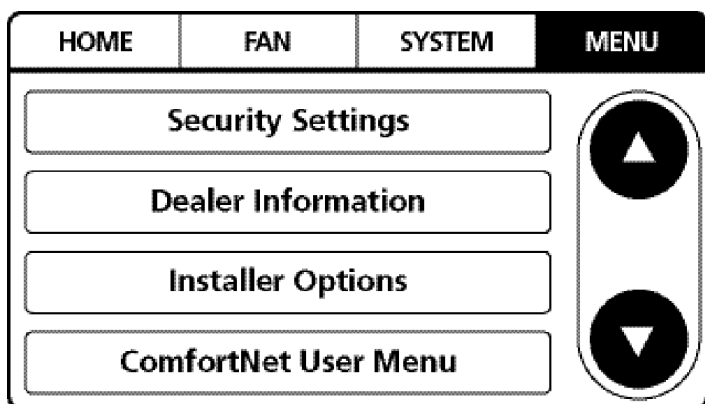 HOME FAN SYSTEM MENU
Security Settings
Dealer Information
Installer Options
ComfortNet User Menu